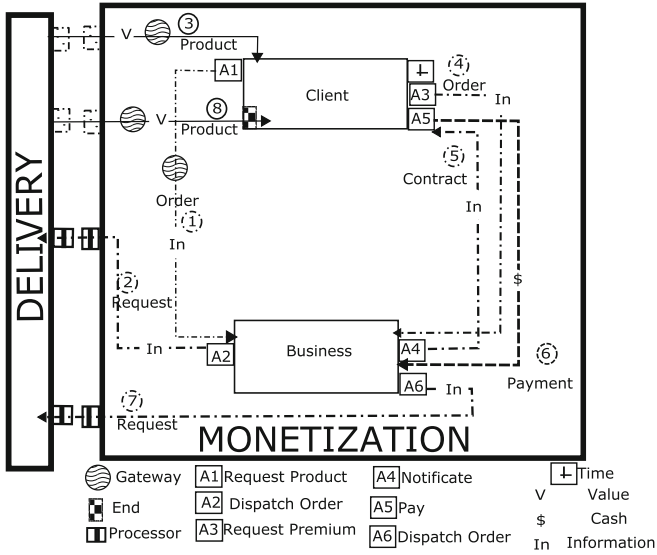 DELIVERY
V
3
Product
A1
Client
4
Order
A3
In
A5
8
V
Product
5
Contract
Order
1
In
In
2
Request
$
In
A2
Business
A4
6
Payment
A6
In
7
Request
MONETIZATION
Gateway
A1 Request Product
A4 Notificate
Time
End
A2 Dispatch Order
A5 Pay
V Value
Processor
A3 Request Premium
A6 Dispatch Order
$ Cash
In Information